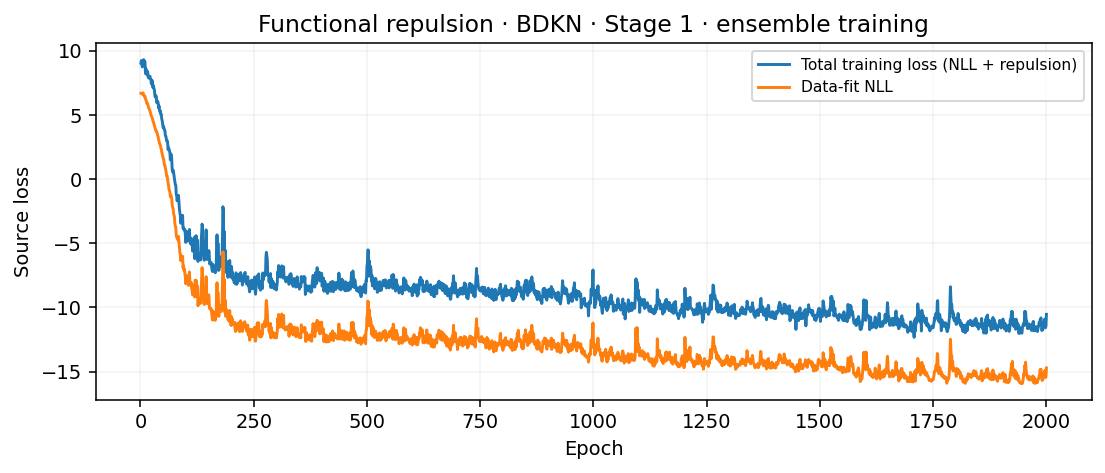 Functional repulsion · BDKN · Stage 1 · ensemble training
Total training loss (NLL + repulsion)
Data-fit NLL
Source loss
10
5
0
−5
−10
−15
0 250 500 750 1000 1250 1500 1750 2000
Epoch